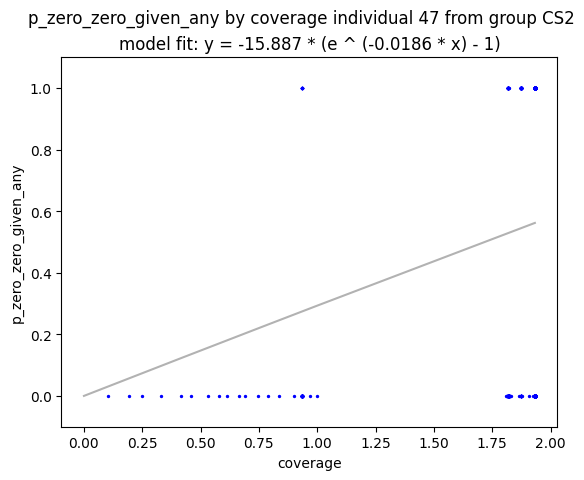 p_zero_zero_given_any by coverage individual 47 from group CS2
model fit: y = -15.887 * (e ^ (-0.0186 * x) - 1)
1.0
0.8
0.6
0.4
0.2
0.0
p_zero_zero_given_any
0.00 0.25 0.50 0.75 1.00 1.25 1.50 1.75 2.00
coverage